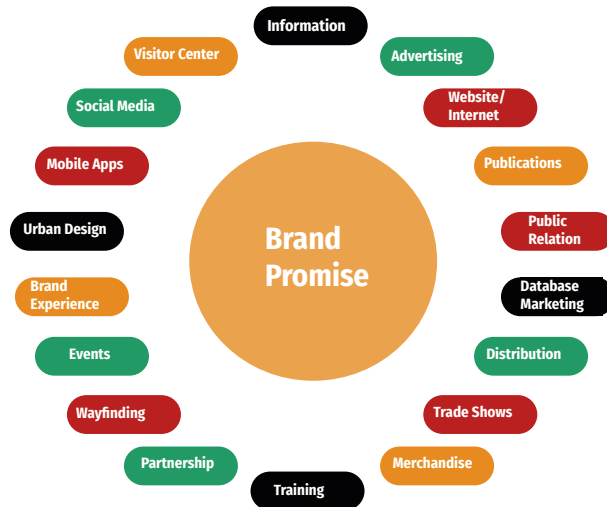 Information
Visitor Center
Advertising
Social Media
Website/
Internet
Mobile Apps
Publications
Urban Design
Public
Relation
Brand
Promise
Brand
Experience
Database
Marketing
Events
Distribution
Wayfinding
Trade Shows
Partnership
Merchandise
Training